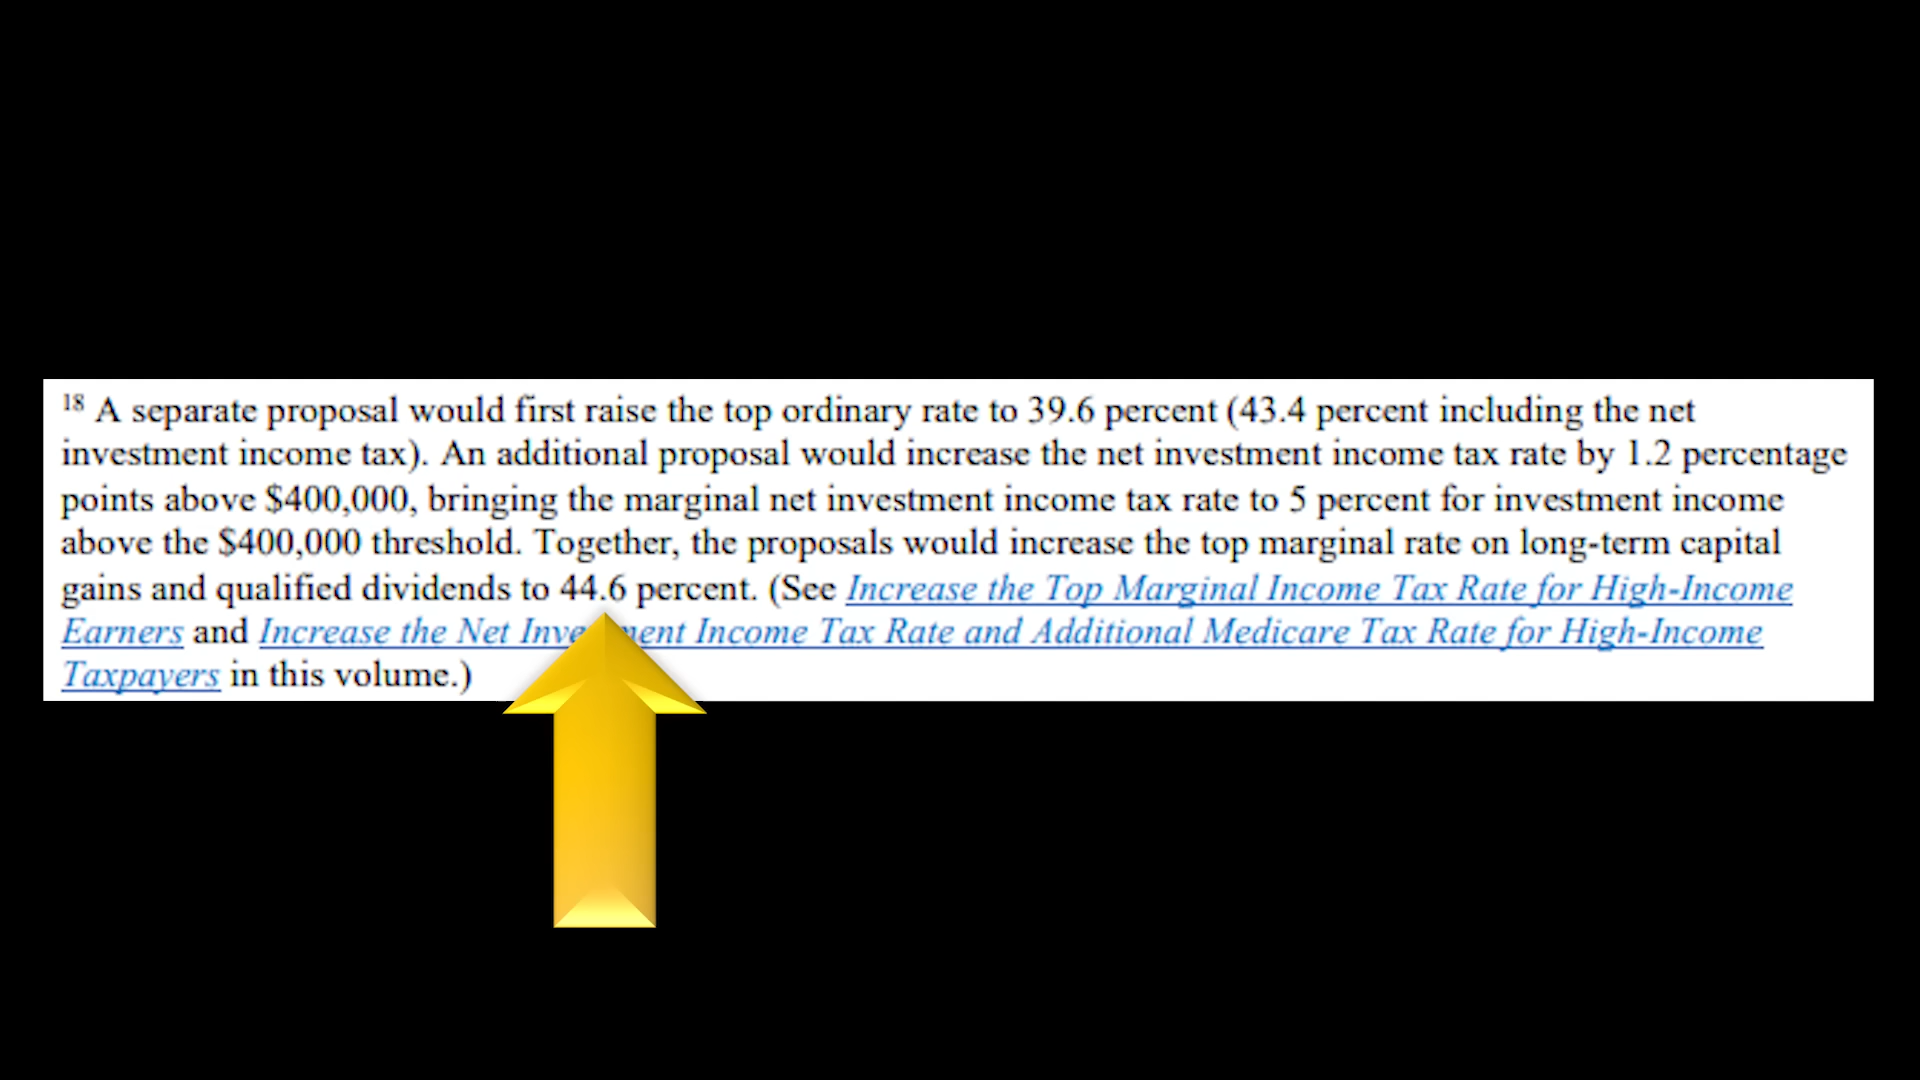 18 A separate proposal would first raise the top ordinary rate to 39.6 percent (43.4 percent including the net
investment income tax). An additional proposal would increase the net investment income tax rate by 1.2 percentage
points above $400,000, bringing the marginal net investment income tax rate to 5 percent for investment income
above the $400,000 threshold. Together, the proposals would increase the top marginal rate on long-term capital
gains and qualified dividends to 44.6 percent. (See Increase the Top Marginal Income Tax Rate for High-Income
Earners and Increase the Net Investment Income Tax Rate and Additional Medicare Tax Rate for High-Income
Taxpayers in this volume.)